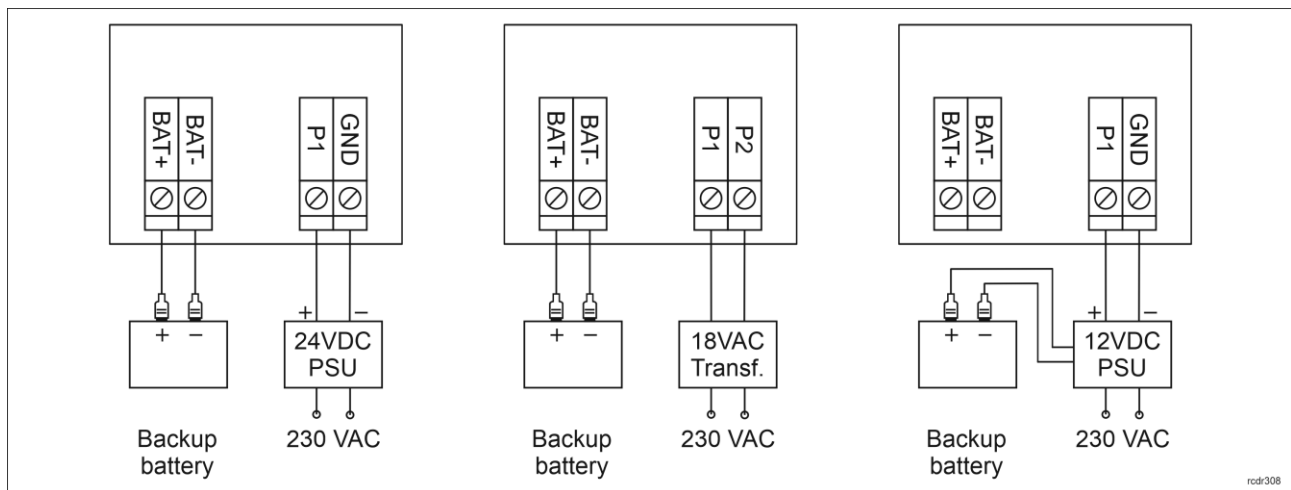 BAT+
BAT-
P1
GND
+
–
+ –
24VDC
PSU
Backup
battery
230 VAC
BAT+
BAT-
P1
P2
+ –
18VAC
Transf.
Backup
battery
230 VAC
BAT+
BAT-
P1
GND
+
–
+ –
12VDC
PSU
Backup
battery
230 VAC
rcdr308